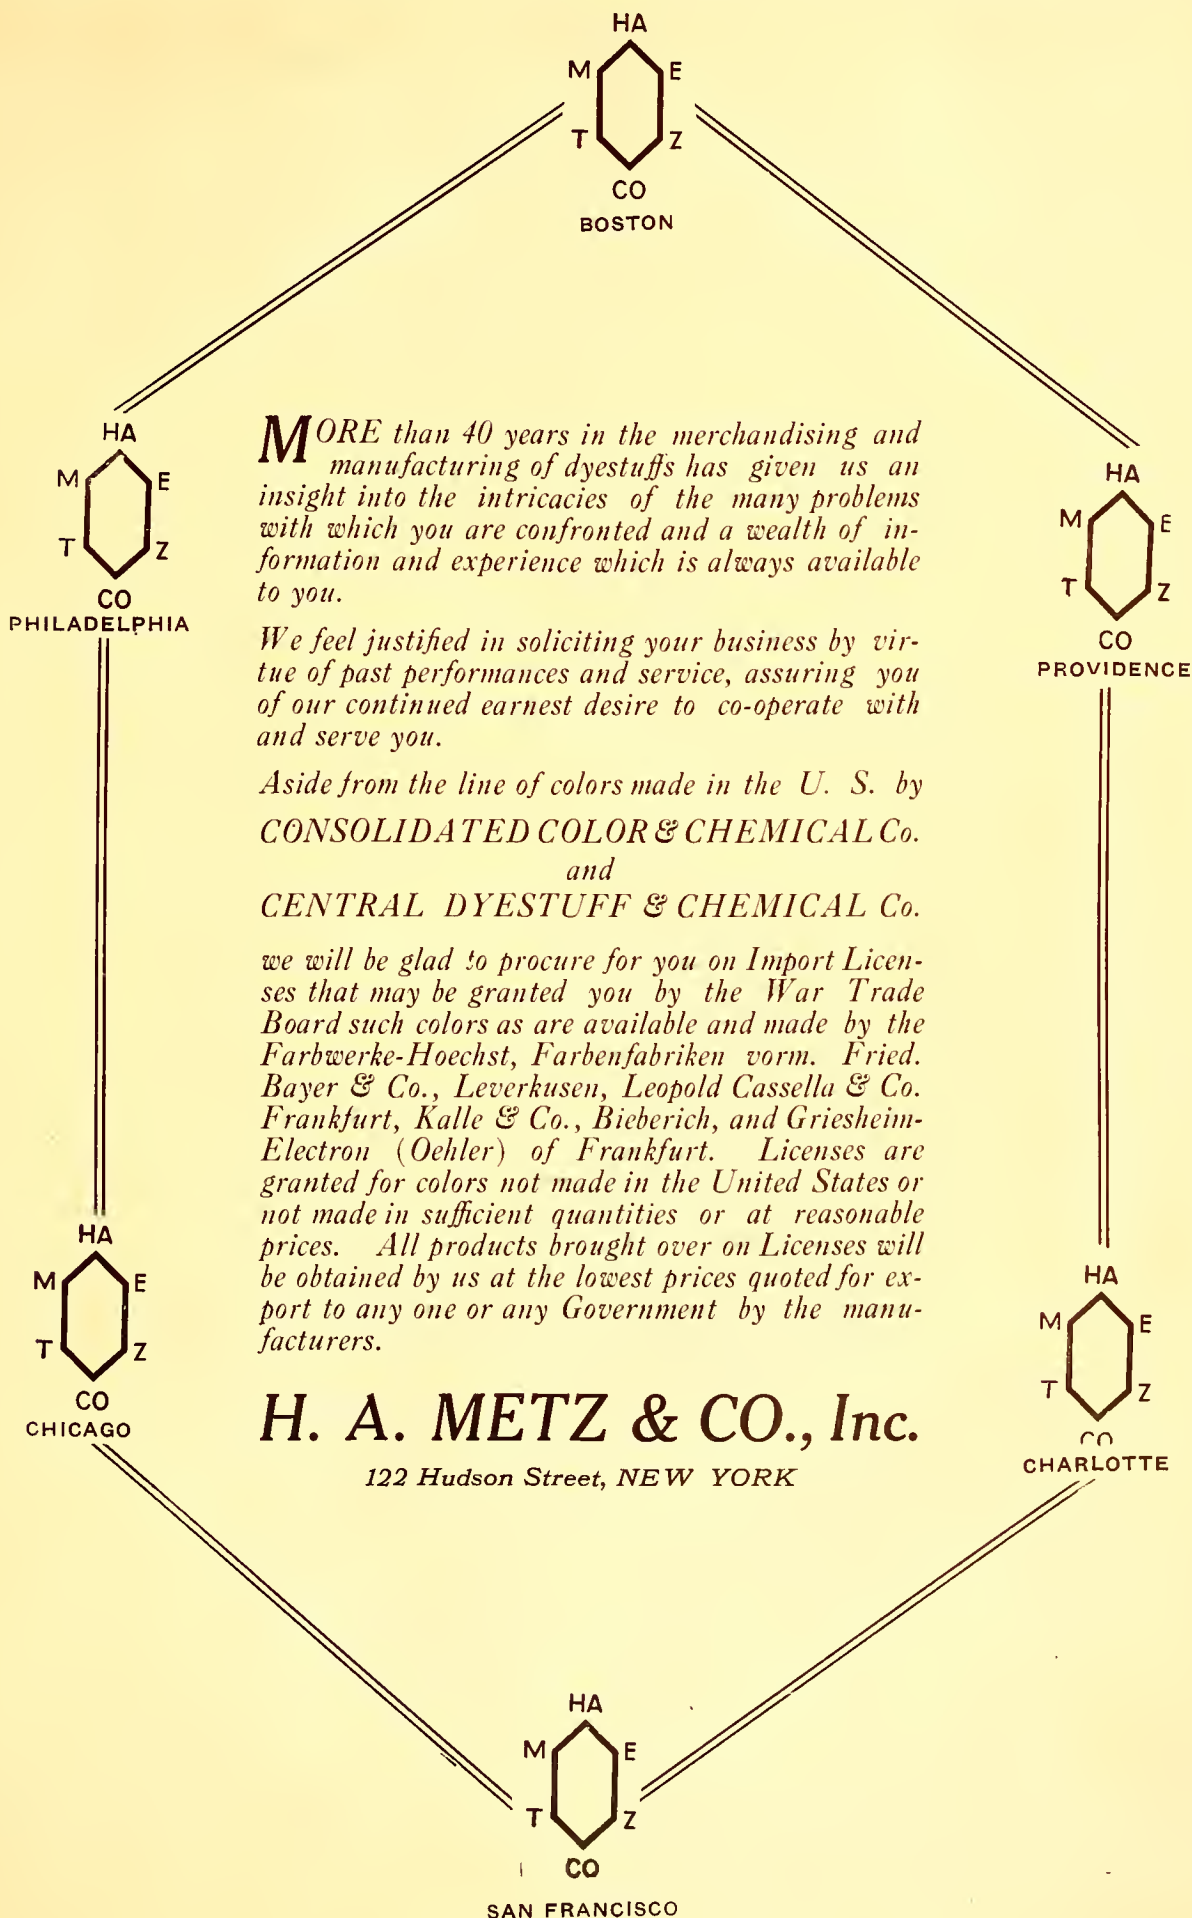 HA
M E
T Z
CO
BOSTON
HA
M E
T Z
CO
PHILADELPHIA
HA
M E
T Z
CO
PROVIDENCE
MORE than 40 years in the merchandising and
manufacturing of dyestuffs has given us an
insight into the intricacies of the many problems
with which you are confronted and a wealth of in-
formation and experience which is always available
to you.
We feel justified in soliciting your business by vir-
tue of past performances and service, assuring you
of our continued earnest desire to co-operate with
and serve you.
Aside from the line of colors made in the U. S. by
CONSOLIDATED COLOR & CHEMICAL Co.
and
CENTRAL DYESTUFF & CHEMICAL Co.
we will be glad to procure for you on Import Licen-
ses that may be granted you by the War Trade
Board such colors as are available and made by the
Farbwerke-Hoechst, Farbenfabriken vorm. Fried.
Bayer & Co., Leverkusen, Leopold Cassella & Co.
Frankfurt, Kalle & Co., Bieberich, and Griesheim-
Electron (Oehler) of Frankfurt. Licenses are
granted for colors not made in the United States or
not made in sufficient quantities or at reasonable
prices. All products brought over on Licenses will
be obtained by us at the lowest prices quoted for ex-
port to any one or any Government by the manu-
facturers.
H. A. METZ & CO., Inc.
122 Hudson Street, NEW YORK
HA
M E
T Z
CO
CHICAGO
HA
M E
T Z
CO
CHARLOTTE
HA
M E
T Z
CO
SAN FRANCISCO